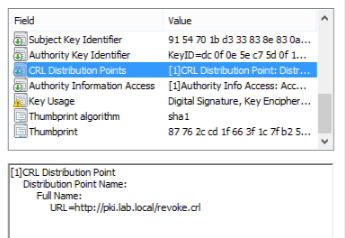 Field Value
Subject Key Identifier 91 54 70 1b d3 33 83 8e 83 0a...
Authority Key Identifier KeyID=dc 0f 0e 5e c7 5d 0f 1...
CRL Distribution Points [1]CRL Distribution Point: Distr...
Authority Information Access [1]Authority Info Access: Acc...
Key Usage Digital Signature, Key Encipher...
Thumbprint algorithm sha1
Thumbprint 87 76 2c cd 1f 66 3f 1c 7f b2 5...
[1]CRL Distribution Point
Distribution Point Name:
Full Name:
URL=http://pki.lab.local/revoke.crl